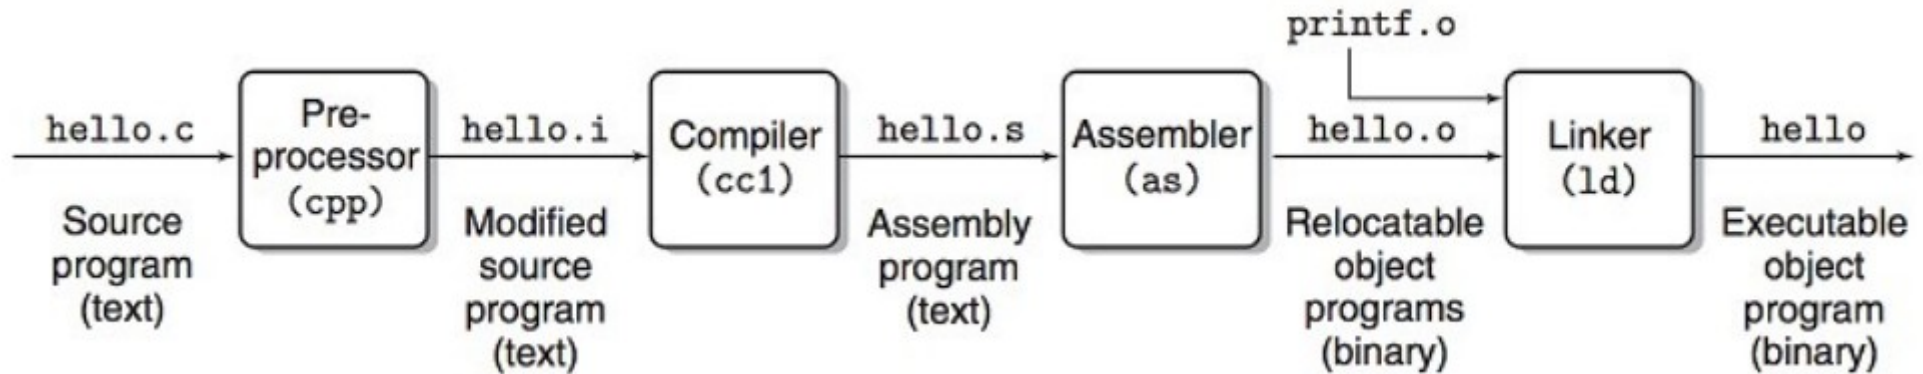 printf.o
hello.c
Pre-
processor
(cpp)
hello.i
Compiler
(cc1)
hello.s
Assembler
(as)
hello.o
Linker
(ld)
hello
Source
program
(text)
Modified
source
program
(text)
Assembly
program
(text)
Relocatable
object
programs
(binary)
Executable
object
program
(binary)